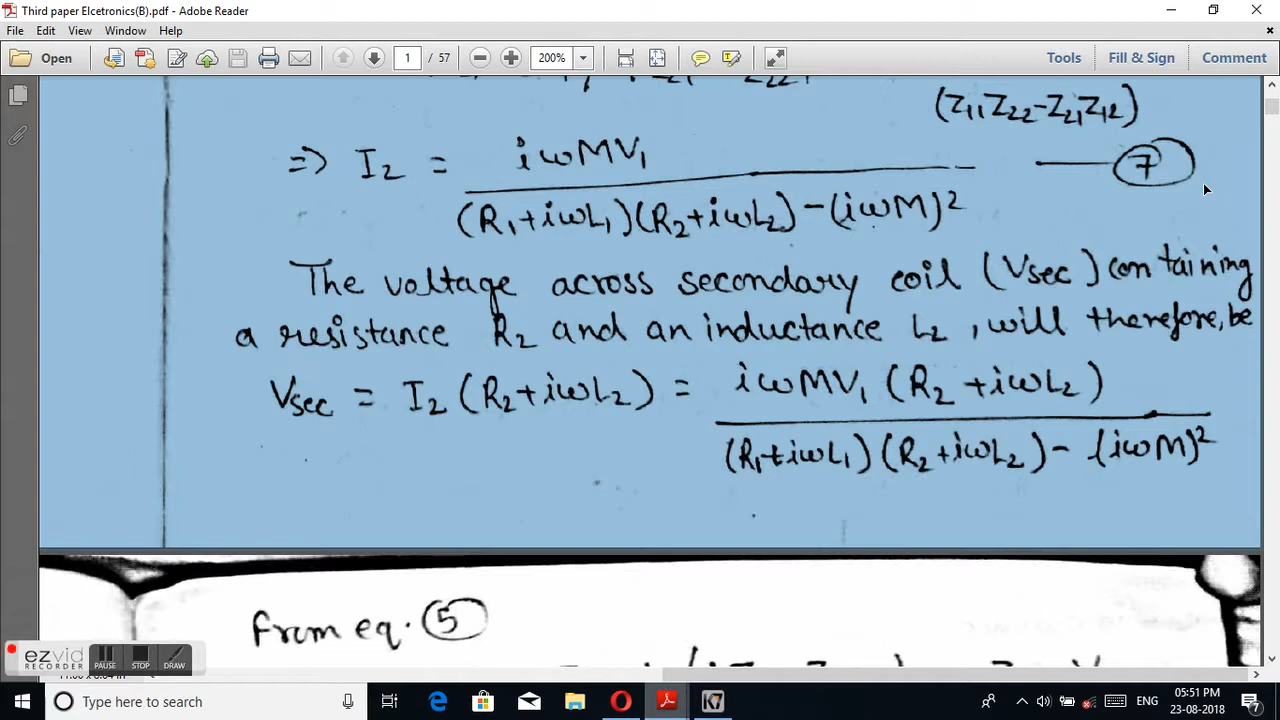 Third paper Elcetronics(B).pdf - Adobe Reader
File Edit View Window Help
Open 1 / 57 200% Tools Fill & Sign Comment
(Z11Z22-Z21Z12)
=> I2 = iωMV1 / (R1+iωL1)(R2+iωL2)-(iωM)² — 7
The voltage across secondary coil (Vsec) containing
a resistance R2 and an inductance L2, will therefore, be
Vsec = I2(R2+iωL2) = iωMV1(R2+iωL2) / (R1+iωL1)(R2+iωL2)-(iωM)²
From eq. 5
ezvid
RECORDER
PAUSE STOP DRAW
Type here to search
ENG
05:51 PM
23-08-2018
7